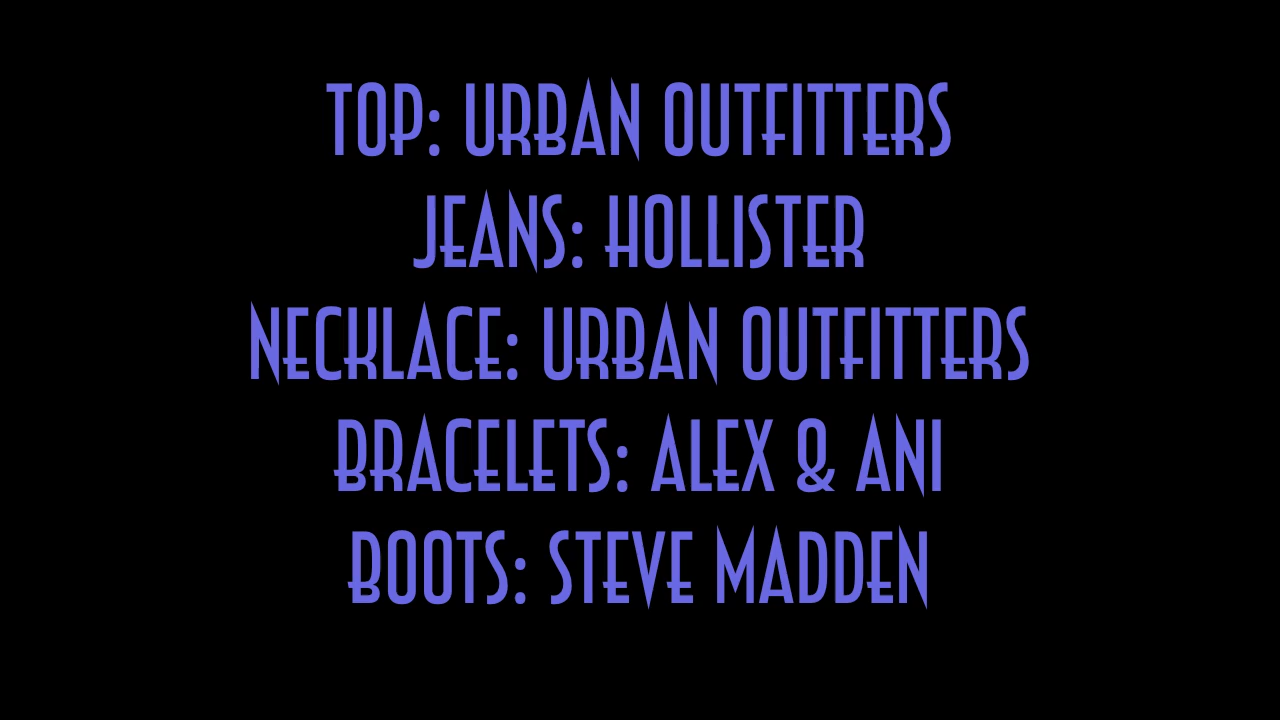 TOP: URBAN OUTFITTERS
JEANS: HOLLISTER
NECKLACE: URBAN OUTFITTERS
BRACELETS: ALEX & ANI
BOOTS: STEVE MADDEN